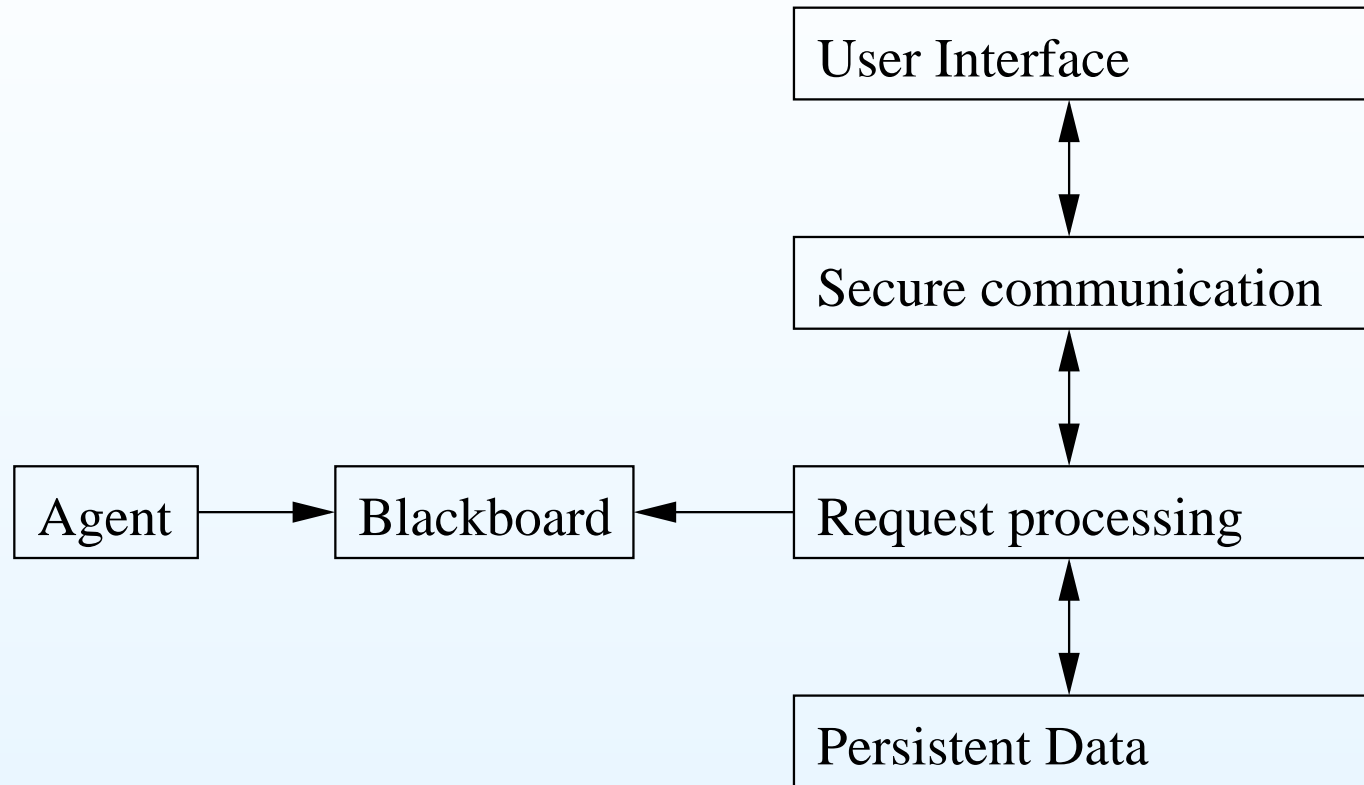 User Interface
Secure communication
Agent
Blackboard
Request processing
Persistent Data